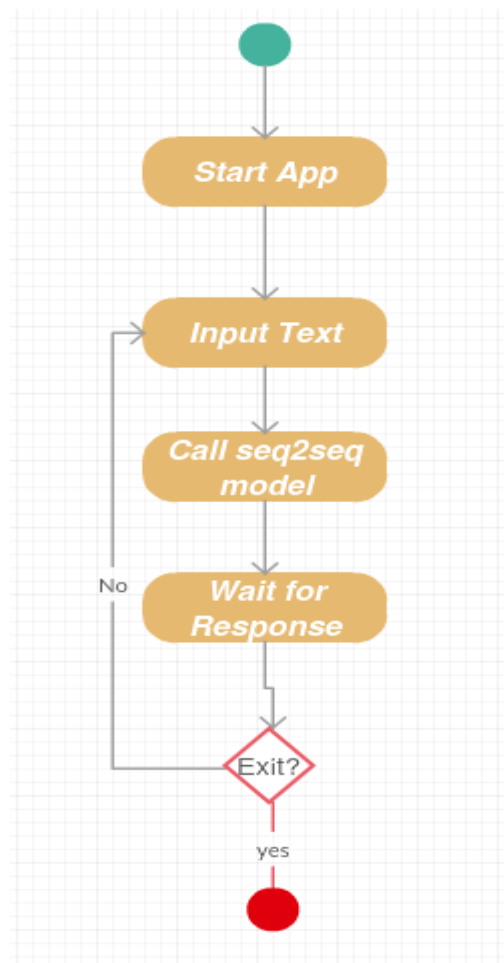 Start App
Input Text
Call seq2seq
model
Wait for
Response
No
Exit?
yes